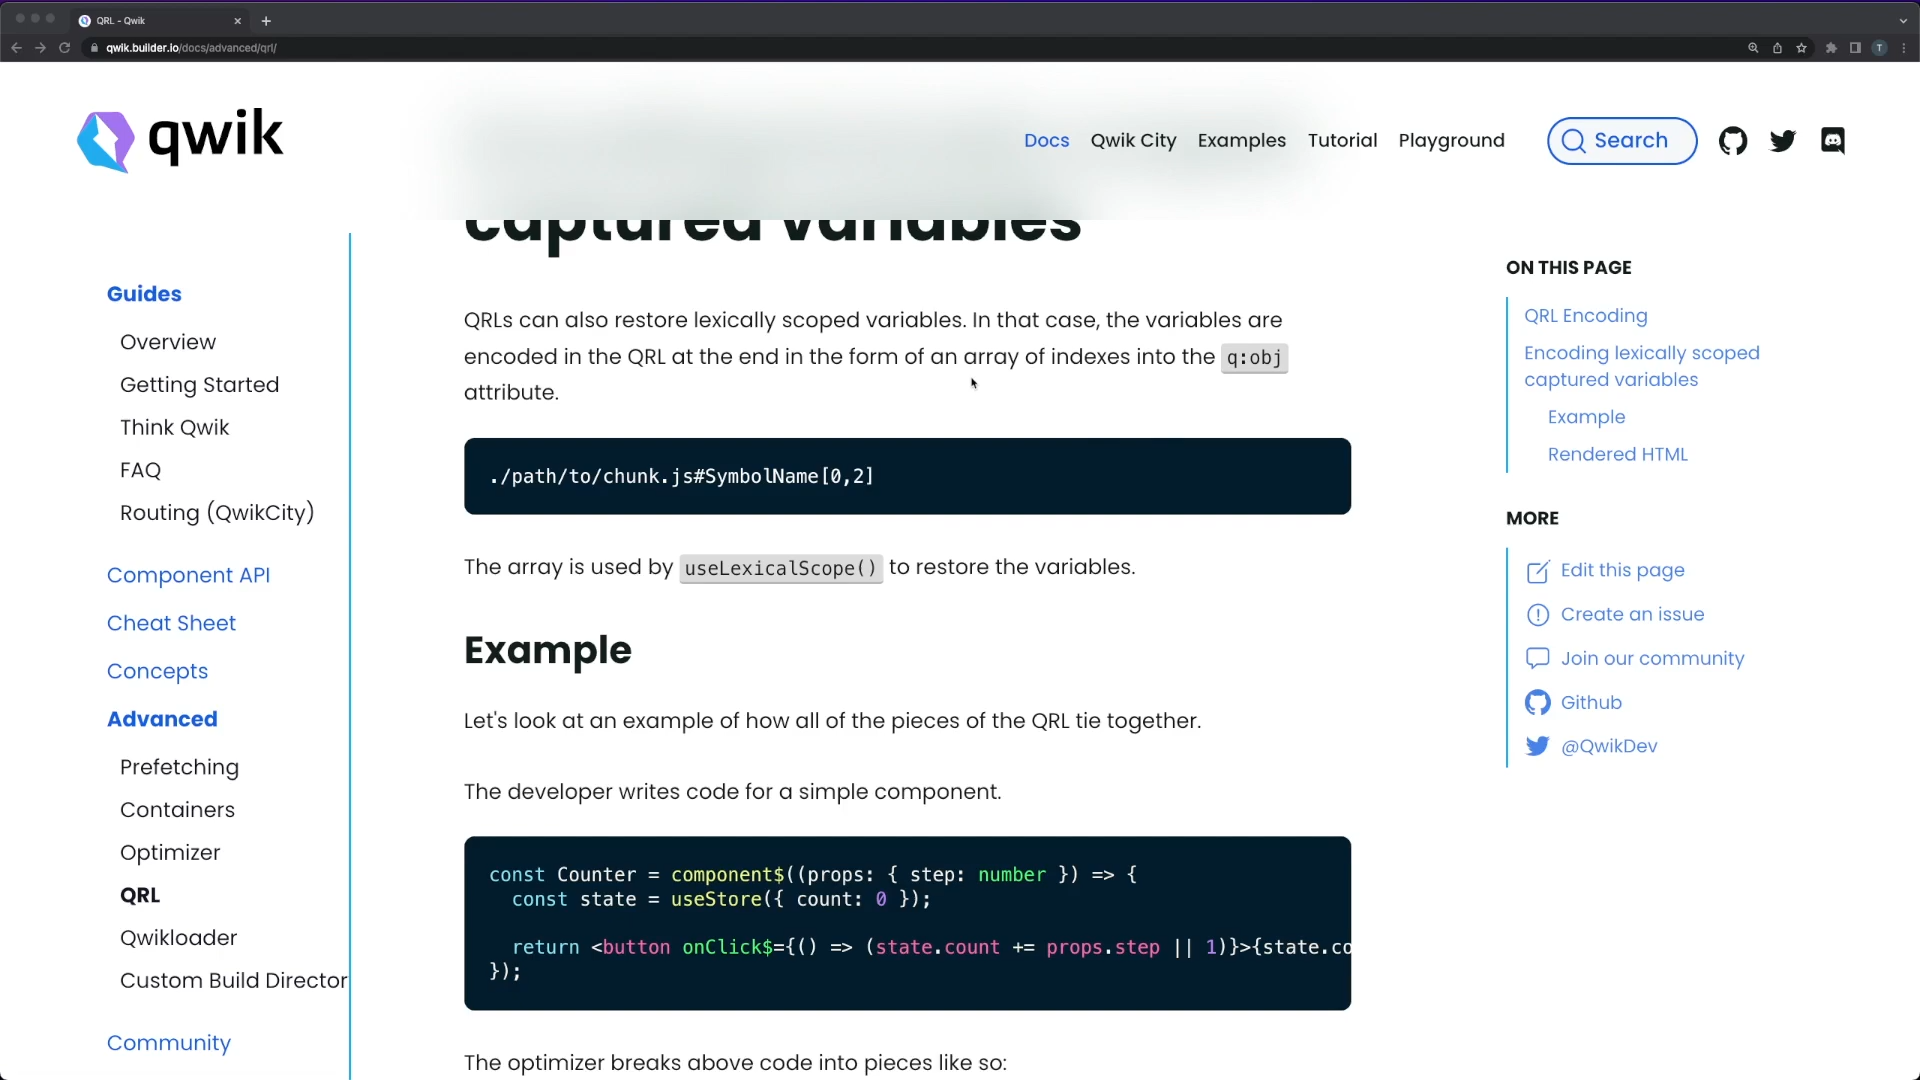 QRL - Qwik
qwik.builder.io/docs/advanced/qrl/
T
qwik
Docs
Qwik City
Examples
Tutorial
Playground
Search
captured variables
QRLs can also restore lexically scoped variables. In that case, the variables are
encoded in the QRL at the end in the form of an array of indexes into the q:obj
attribute.
./path/to/chunk.js#SymbolName[0,2]
The array is used by useLexicalScope() to restore the variables.
Example
Let's look at an example of how all of the pieces of the QRL tie together.
The developer writes code for a simple component.
const Counter = component$((props: { step: number }) => {
const state = useStore({ count: 0 });
return <button onClick$={() => (state.count += props.step || 1)}>{state.co
});
The optimizer breaks above code into pieces like so:
Guides
Overview
Getting Started
Think Qwik
FAQ
Routing (QwikCity)
Component API
Cheat Sheet
Concepts
Advanced
Prefetching
Containers
Optimizer
QRL
Qwikloader
Custom Build Director
Community
ON THIS PAGE
QRL Encoding
Encoding lexically scoped
captured variables
Example
Rendered HTML
MORE
Edit this page
Create an issue
Join our community
Github
@QwikDev